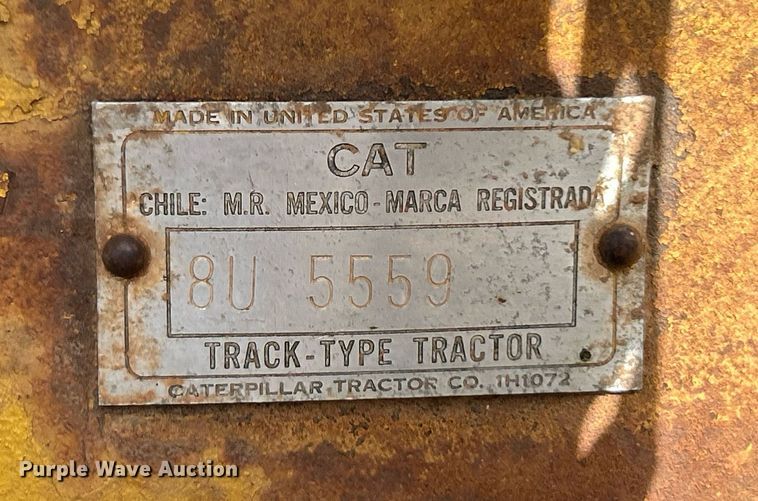 MADE IN UNITED STATES OF AMERICA
CAT
CHILE: M.R. MEXICO-MARCA REGISTRADA
8U 5559
TRACK-TYPE TRACTOR
CATERPILLAR TRACTOR CO. 1H1072
Purple Wave Auction